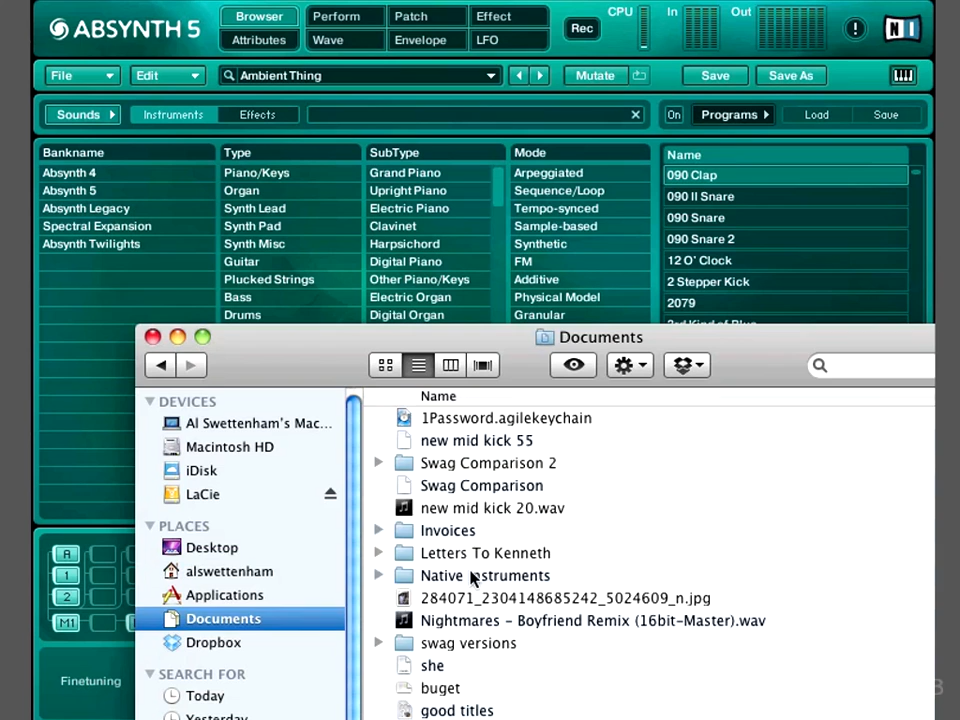 ABSYNTH 5
Browser
Perform
Patch
Effect
Attributes
Wave
Envelope
LFO
Rec
CPU
In
Out
!
NI
File
Edit
Ambient Thing
Mutate
Save
Save As
Sounds
Instruments
Effects
On
Programs
Load
Save
Bankname
Absynth 4
Absynth 5
Absynth Legacy
Spectral Expansion
Absynth Twilights
Type
Piano/Keys
Organ
Synth Lead
Synth Pad
Synth Misc
Guitar
Plucked Strings
Bass
Drums
SubType
Grand Piano
Upright Piano
Electric Piano
Clavinet
Harpsichord
Digital Piano
Other Piano/Keys
Electric Organ
Digital Organ
Mode
Arpeggiated
Sequence/Loop
Tempo-synced
Sample-based
Synthetic
FM
Additive
Physical Model
Granular
Name
090 Clap
090 II Snare
090 Snare
090 Snare 2
12 O' Clock
2 Stepper Kick
2079
3rd Kind of Blue
A
1
2
M1
Finetuning
Documents
DEVICES
Al Swettenham's Mac...
Macintosh HD
iDisk
LaCie
PLACES
Desktop
alswettenham
Applications
Documents
Dropbox
SEARCH FOR
Today
Yesterday
Name
1Password.agilekeychain
new mid kick 55
Swag Comparison 2
Swag Comparison
new mid kick 20.wav
Invoices
Letters To Kenneth
Native Instruments
284071_2304148685242_5024609_n.jpg
Nightmares - Boyfriend Remix (16bit-Master).wav
swag versions
she
buget
good titles